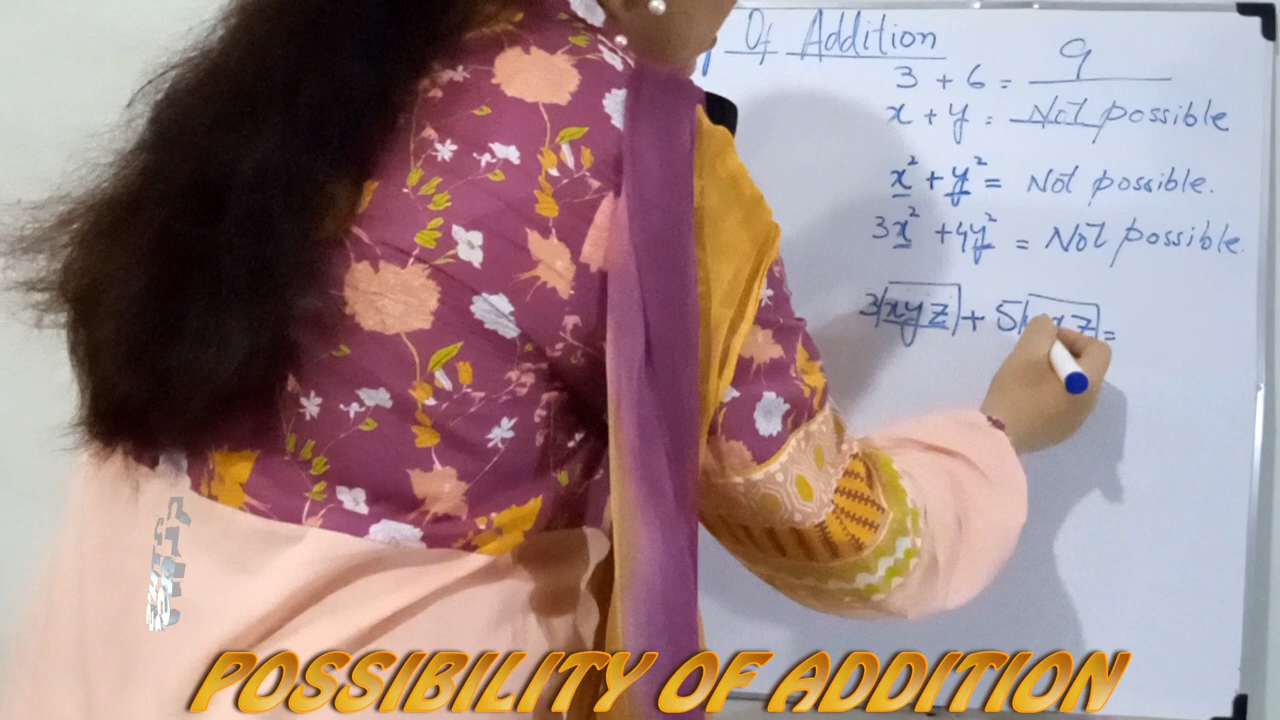 Of Addition
3 + 6 = 9
x + y = Not possible
x² + y² = Not possible.
3x² + 4y² = Not possible.
3xyz + 5 z =
POSSIBILITY OF ADDITION